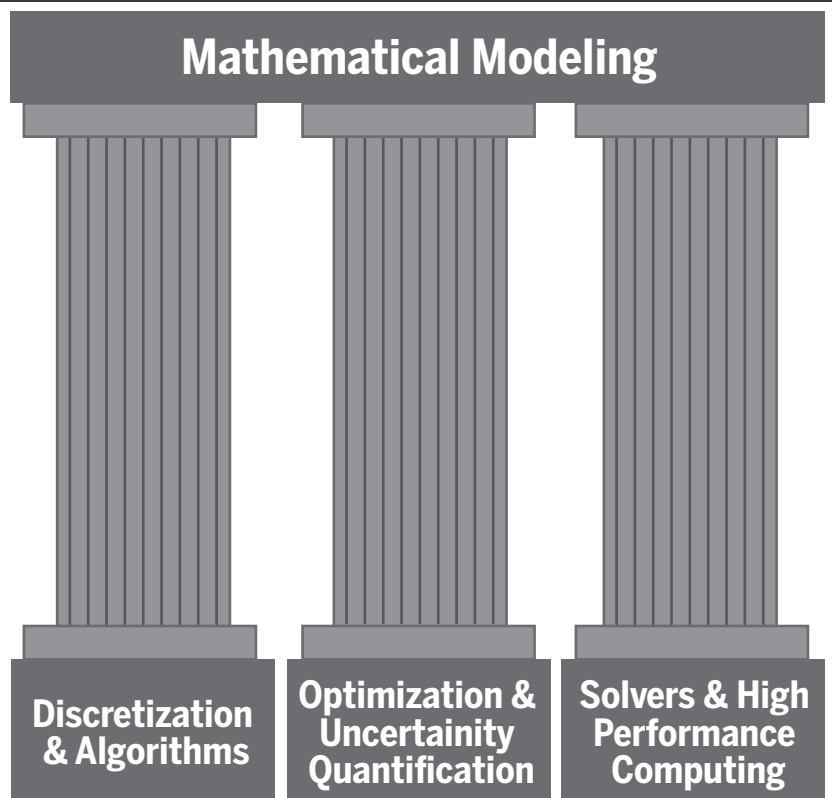 Mathematical Modeling
Discretization
& Algorithms
Optimization &
Uncertainity
Quantification
Solvers & High
Performance
Computing